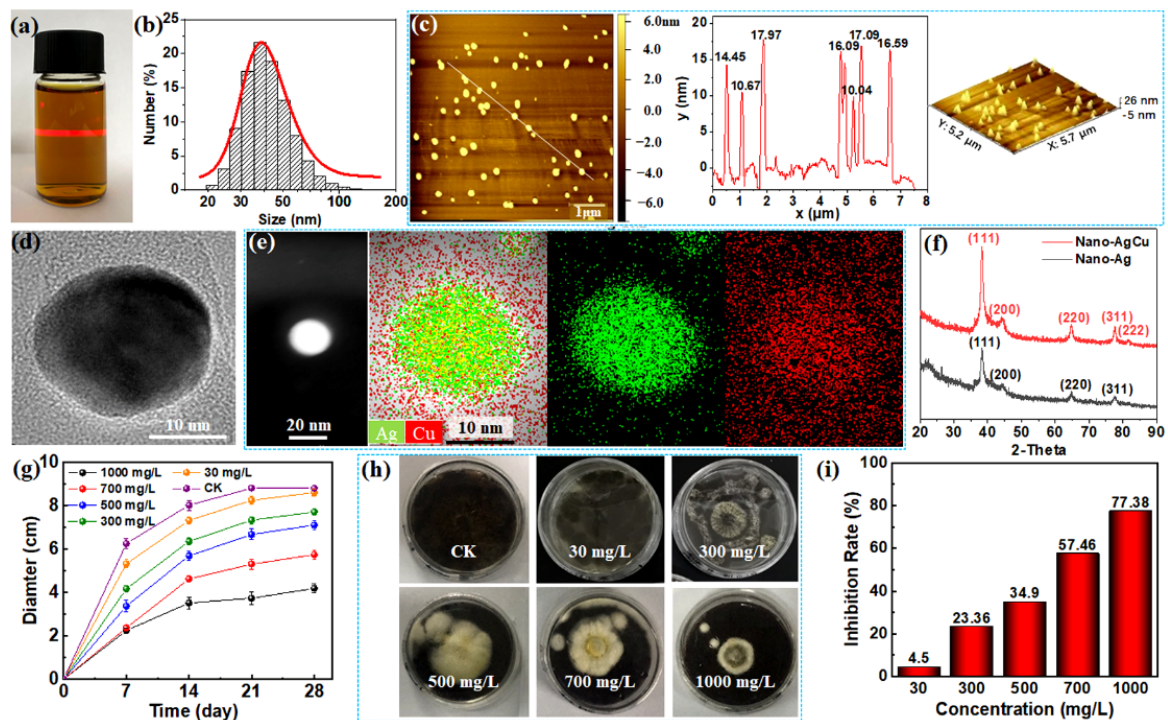 (a)
(b)
Number (%)
25
20
15
10
5
0
20 30 50 100 200
Size (nm)
(c)
1μm
6.0nm
4.0
2.0
0.0
−2.0
−4.0
−6.0
y (nm)
20
15
10
5
0
14.45
10.67
17.97
16.09
17.09
10.04
16.59
0 1 2 3 4 5 6 7 8
x (μm)
26 nm
-5 nm
Y: 5.2 μm
X: 5.7 μm
(d)
10 nm
(e)
20 nm
Ag Cu 10 nm
(f)
Nano-AgCu
Nano-Ag
(111)
(200)
(220)
(311)
(222)
(111)
(200)
(220)
(311)
20 30 40 50 60 70 80 90
2-Theta
(g)
Diamter (cm)
10
8
6
4
2
0
1000 mg/L
700 mg/L
500 mg/L
300 mg/L
30 mg/L
CK
0 7 14 21 28
Time (day)
(h)
CK
30 mg/L
300 mg/L
500 mg/L
700 mg/L
1000 mg/L
(i)
Inhibition Rate (%)
100
80
60
40
20
0
4.5
23.36
34.9
57.46
77.38
30 300 500 700 1000
Concentration (mg/L)